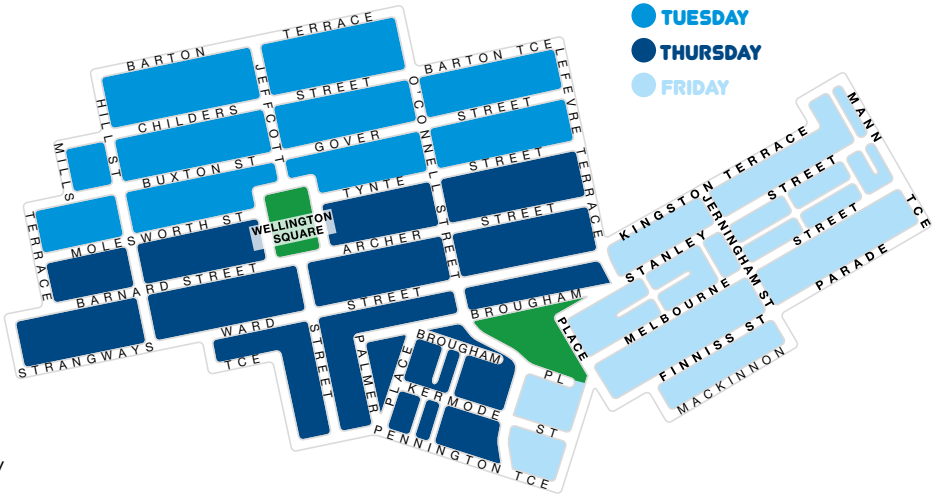 TUESDAY
THURSDAY
FRIDAY
BARTON TERRACE
BARTON TCE
LEFEVRE TERRACE
HILL ST
JEFFCOTT
STREET
O'CONNELL STREET
CHILDERS STREET
MILLS
TERRACE
BUXTON ST
GOVER STREET
MOLESWORTH ST
TYNTE STREET
WELLINGTON
SQUARE
BARNARD STREET
ARCHER STREET
STRANGWAYS
TCE
WARD STREET
PALMER
PLACE
BROUGHAM
BROUGHAM
PL
KERMODE
ST
PENNINGTON TCE
PLACE
KINGSTON TERRACE
MANN
TCE
STANLEY STREET
JERNINGHAM ST
MELBOURNE STREET
FINNISS ST
PARADE
MACKINNON